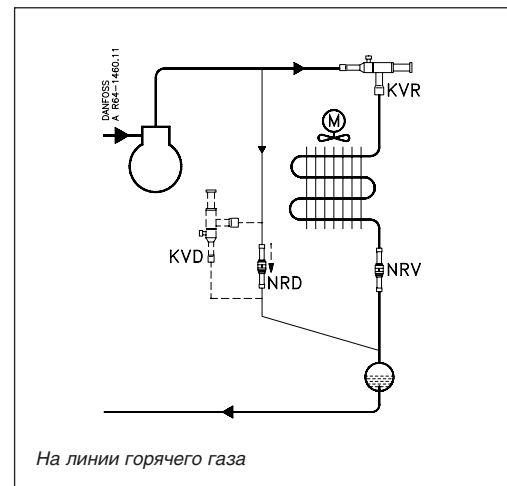 DANFOSS
A R64-1460.11
KVR
M
KVD
NRD
NRV
На линии горячего газа